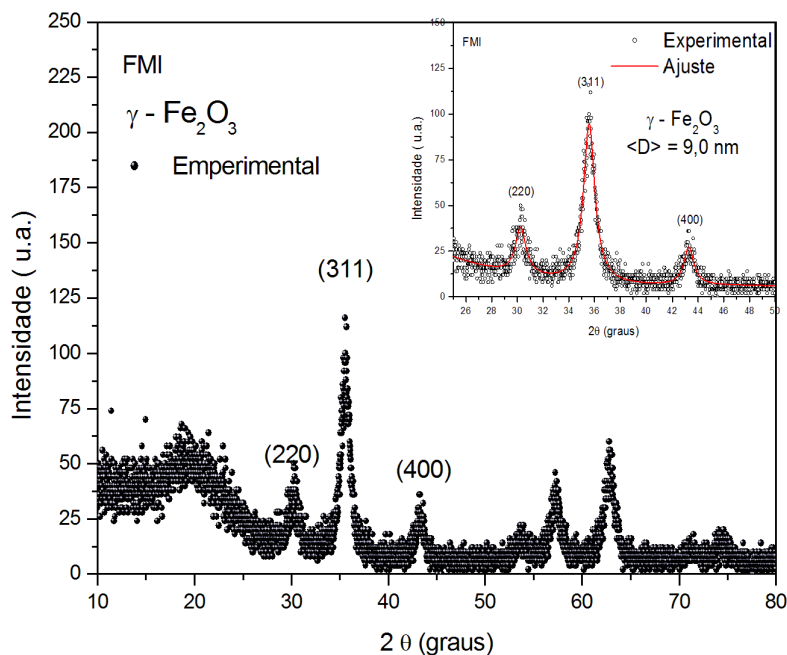 FMI
γ - Fe2O3
Emperimental
(311)
(220)
(400)
Intensidade ( u.a.)
250
225
200
175
150
125
100
75
50
25
0
10 20 30 40 50 60 70 80
2 θ (graus)
FMI
Experimental
Ajuste
(311)
γ - Fe2O3
<D> = 9,0 nm
(220)
(400)
Intensidade ( u.a.)
150
125
100
75
50
25
0
26 28 30 32 34 36 38 40 42 44 46 48 50
2θ (graus)